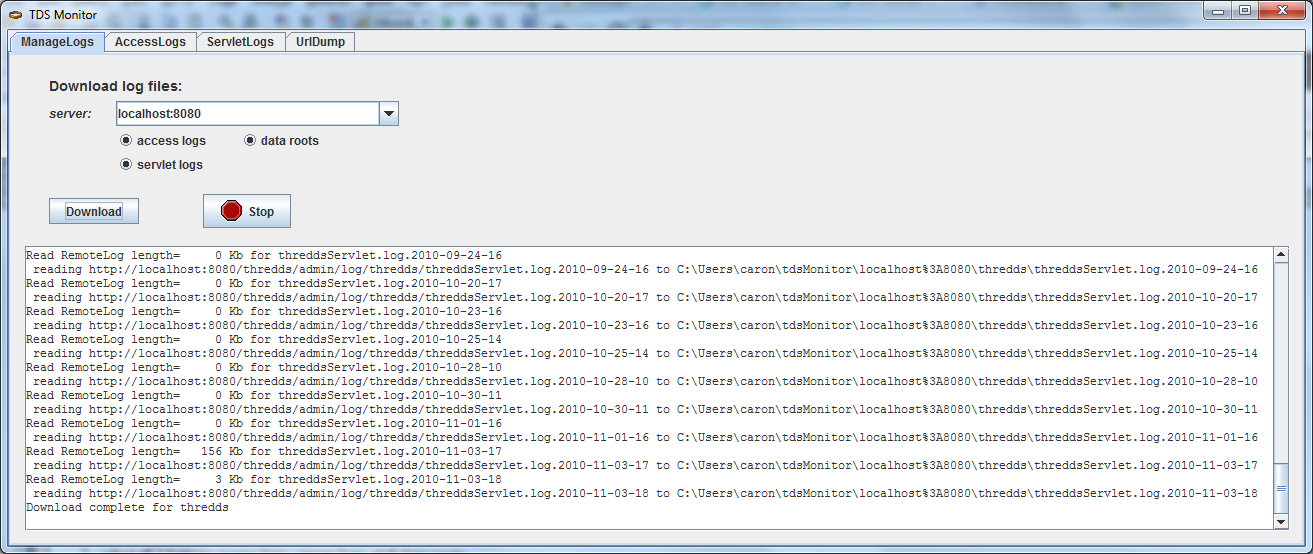 TDS Monitor
ManageLogs AccessLogs ServletLogs UrlDump
Download log files:
server: localhost:8080
access logs data roots
servlet logs
Download Stop
Read RemoteLog length=     0 Kb for threddsServlet.log.2010-09-24-16
 reading http://localhost:8080/thredds/admin/log/thredds/threddsServlet.log.2010-09-24-16 to C:\Users\caron\tdsMonitor\localhost%3A8080\thredds\threddsServlet.log.2010-09-24-16
Read RemoteLog length=     0 Kb for threddsServlet.log.2010-10-20-17
 reading http://localhost:8080/thredds/admin/log/thredds/threddsServlet.log.2010-10-20-17 to C:\Users\caron\tdsMonitor\localhost%3A8080\thredds\threddsServlet.log.2010-10-20-17
Read RemoteLog length=     0 Kb for threddsServlet.log.2010-10-23-16
 reading http://localhost:8080/thredds/admin/log/thredds/threddsServlet.log.2010-10-23-16 to C:\Users\caron\tdsMonitor\localhost%3A8080\thredds\threddsServlet.log.2010-10-23-16
Read RemoteLog length=     0 Kb for threddsServlet.log.2010-10-25-14
 reading http://localhost:8080/thredds/admin/log/thredds/threddsServlet.log.2010-10-25-14 to C:\Users\caron\tdsMonitor\localhost%3A8080\thredds\threddsServlet.log.2010-10-25-14
Read RemoteLog length=     0 Kb for threddsServlet.log.2010-10-28-10
 reading http://localhost:8080/thredds/admin/log/thredds/threddsServlet.log.2010-10-28-10 to C:\Users\caron\tdsMonitor\localhost%3A8080\thredds\threddsServlet.log.2010-10-28-10
Read RemoteLog length=     0 Kb for threddsServlet.log.2010-10-30-11
 reading http://localhost:8080/thredds/admin/log/thredds/threddsServlet.log.2010-10-30-11 to C:\Users\caron\tdsMonitor\localhost%3A8080\thredds\threddsServlet.log.2010-10-30-11
Read RemoteLog length=     0 Kb for threddsServlet.log.2010-11-01-16
 reading http://localhost:8080/thredds/admin/log/thredds/threddsServlet.log.2010-11-01-16 to C:\Users\caron\tdsMonitor\localhost%3A8080\thredds\threddsServlet.log.2010-11-01-16
Read RemoteLog length=   156 Kb for threddsServlet.log.2010-11-03-17
 reading http://localhost:8080/thredds/admin/log/thredds/threddsServlet.log.2010-11-03-17 to C:\Users\caron\tdsMonitor\localhost%3A8080\thredds\threddsServlet.log.2010-11-03-17
Read RemoteLog length=     3 Kb for threddsServlet.log.2010-11-03-18
 reading http://localhost:8080/thredds/admin/log/thredds/threddsServlet.log.2010-11-03-18 to C:\Users\caron\tdsMonitor\localhost%3A8080\thredds\threddsServlet.log.2010-11-03-18
Download complete for thredds